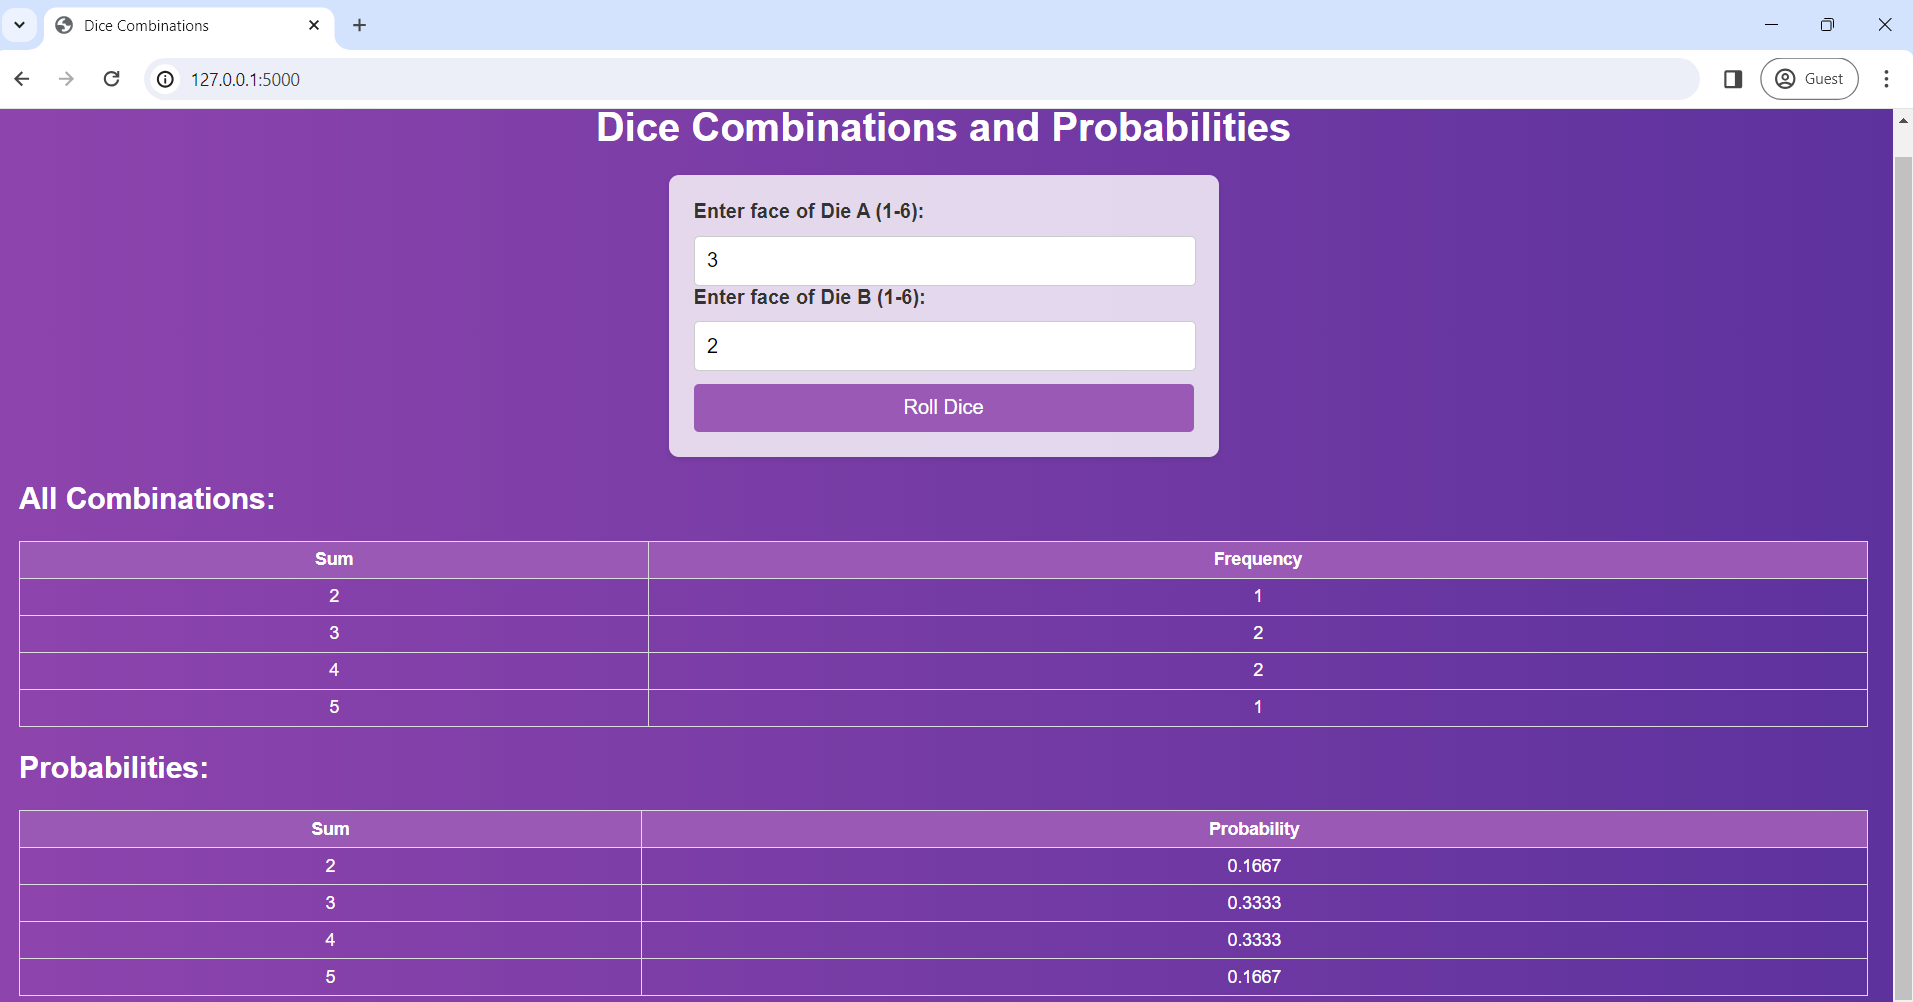 Dice Combinations
127.0.0.1:5000
Guest
Dice Combinations and Probabilities
Enter face of Die A (1-6):
3
Enter face of Die B (1-6):
2
Roll Dice
All Combinations:
Sum Frequency
2 1
3 2
4 2
5 1
Probabilities:
Sum Probability
2 0.1667
3 0.3333
4 0.3333
5 0.1667